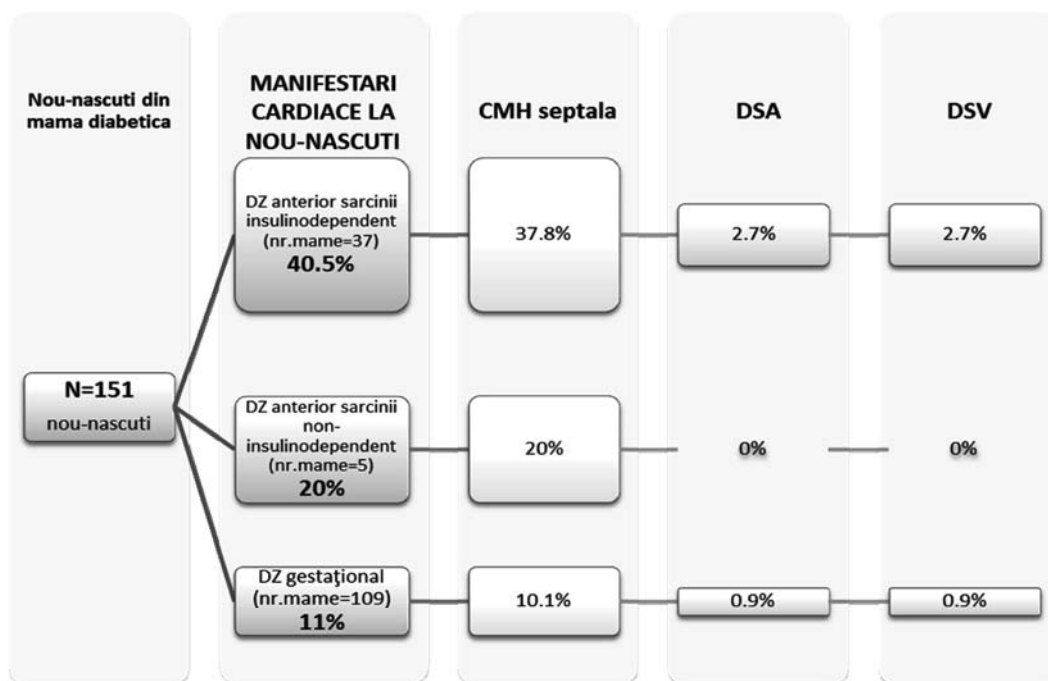 Nou-nascuti din
mama diabetica
MANIFESTARI
CARDIACE LA
NOU-NASCUTI
CMH septala
DSA
DSV
N=151
nou-nascuti
DZ anterior sarcinii
insulinodependent
(nr.mame=37)
40.5%
37.8%
2.7%
2.7%
DZ anterior sarcinii
non-
insulinodependent
(nr.mame=5)
20%
20%
0%
0%
DZ gestaţional
(nr.mame=109)
11%
10.1%
0.9%
0.9%